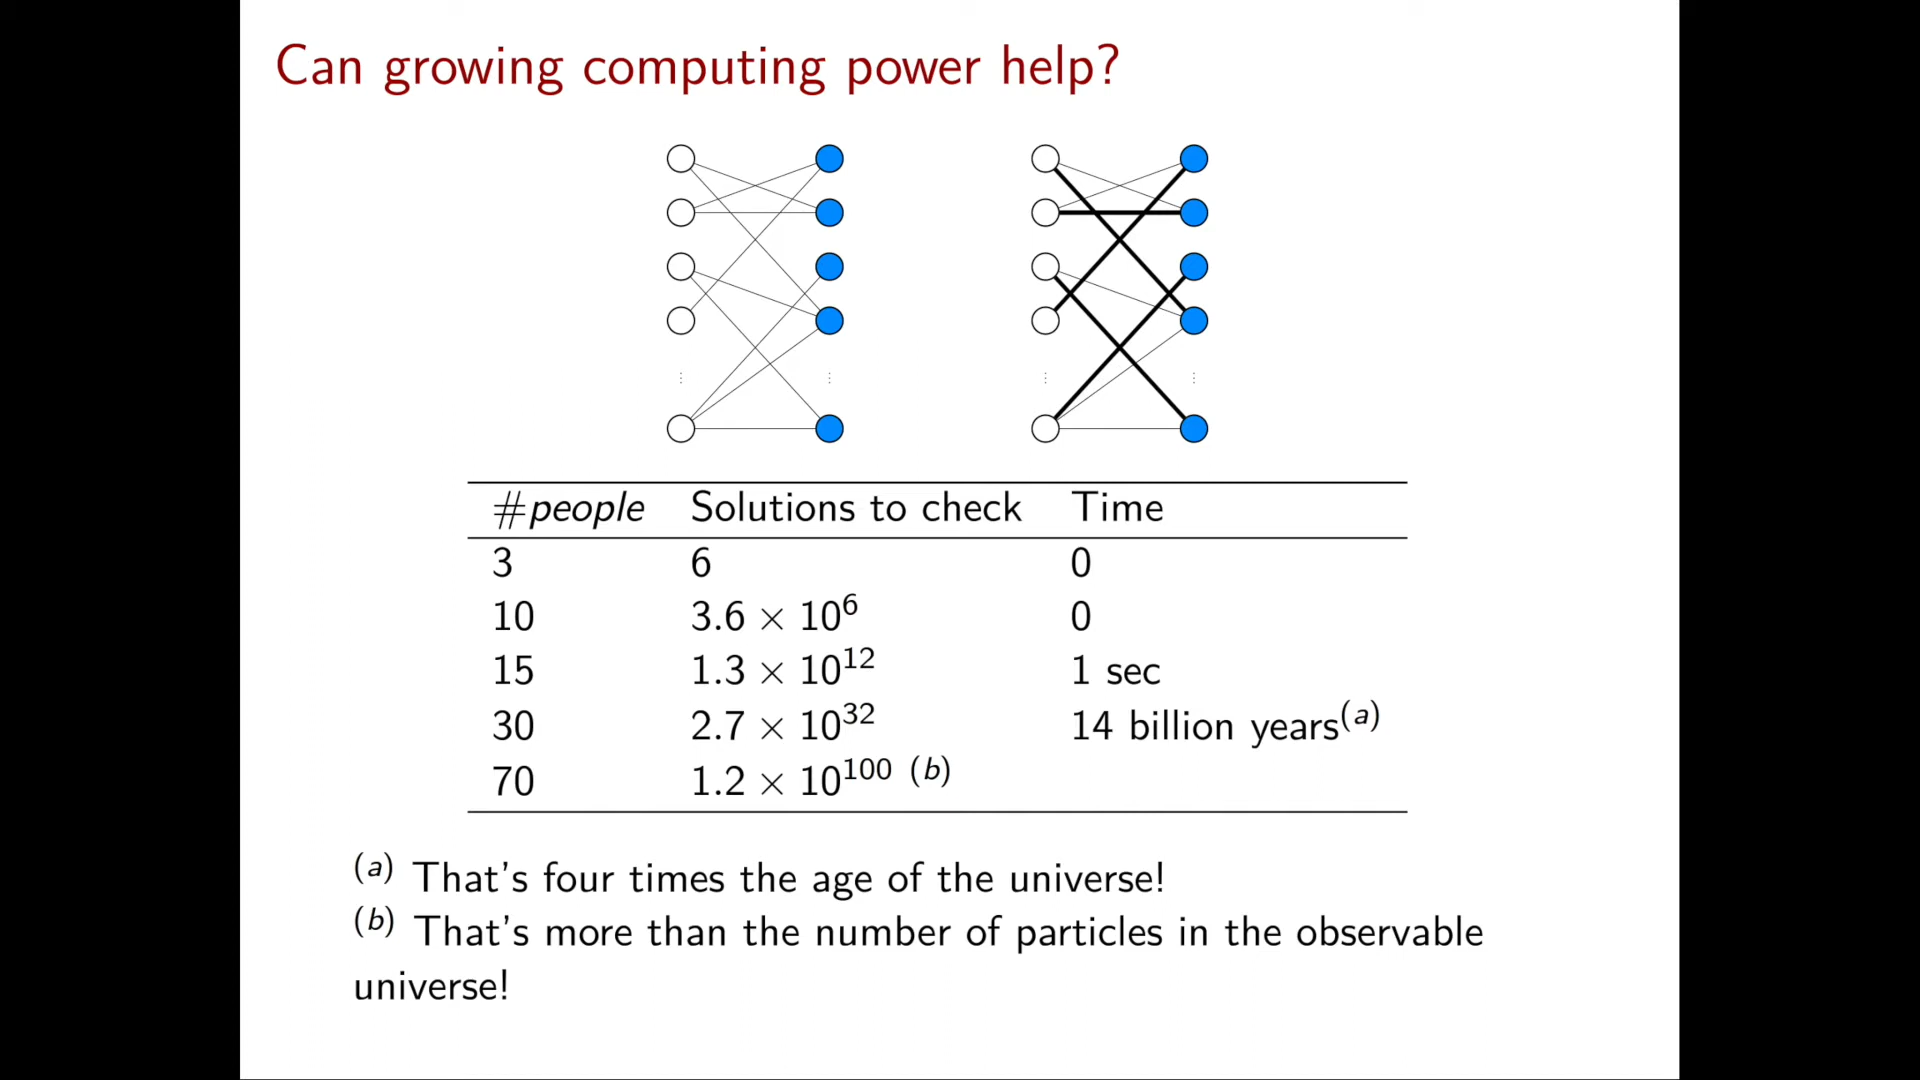 Can growing computing power help?
#people Solutions to check Time
3 6 0
10 3.6 × 10⁶ 0
15 1.3 × 10¹² 1 sec
30 2.7 × 10³² 14 billion years⁽ᵃ⁾
70 1.2 × 10¹⁰⁰ ⁽ᵇ⁾
⁽ᵃ⁾ That's four times the age of the universe!
⁽ᵇ⁾ That's more than the number of particles in the observable
universe!